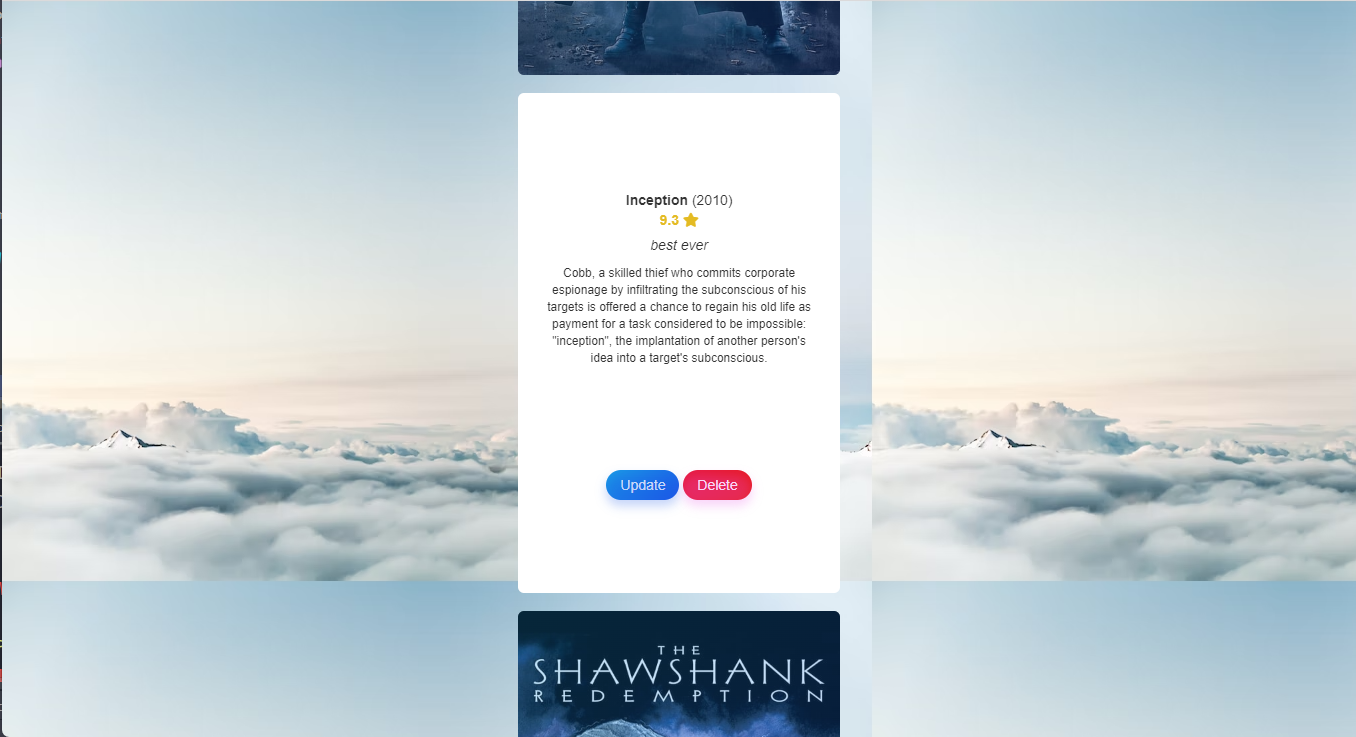 Inception (2010)
9.3
best ever
Cobb, a skilled thief who commits corporate
espionage by infiltrating the subconscious of his
targets is offered a chance to regain his old life as
payment for a task considered to be impossible:
"inception", the implantation of another person's
idea into a target's subconscious.
Update Delete
THE
SHAWSHANK
REDEMPTION